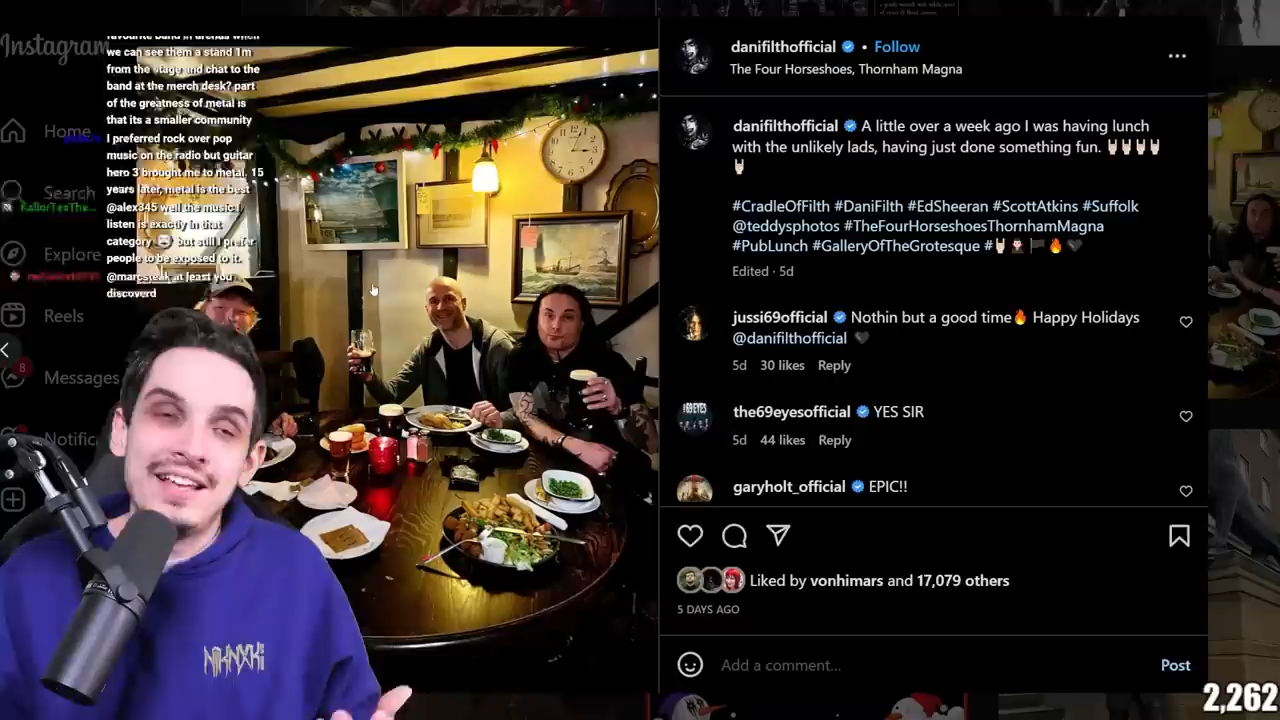 Instagram
Home
Search
Explore
Reels
Messages
8
we can see them a stand 1m
from the stage and chat to the
band at the merch desk? part
of the greatness of metal is
that its a smaller community
I preferred rock over pop
music on the radio but guitar
hero 3 brought me to metal. 15
years later, metal is the best
@alex345 well the music I
listen is exactly in that
category 💀 but still I prefer
people to be exposed to it.
@marcsteak at least you
discoverd
NIKNXKI
danifilthofficial • Follow
The Four Horseshoes, Thornham Magna
danifilthofficial A little over a week ago I was having lunch
with the unlikely lads, having just done something fun. 🤘🏻🤘🏻🤘🏻🤘🏻
🤘🏻
#CradleOfFilth #DaniFilth #EdSheeran #ScottAtkins #Suffolk
@teddysphotos #TheFourHorseshoesThornhamMagna
#PubLunch #GalleryOfTheGrotesque #🤘🏻🧛🏻🏴🔥🖤
Edited · 5d
jussi69official Nothin but a good time🔥 Happy Holidays
@danifilthofficial 🖤
5d 30 likes Reply
the69eyesofficial YES SIR
5d 44 likes Reply
garyholt_official EPIC!!
Liked by vonhimars and 17,079 others
5 DAYS AGO
Add a comment... Post
2,262